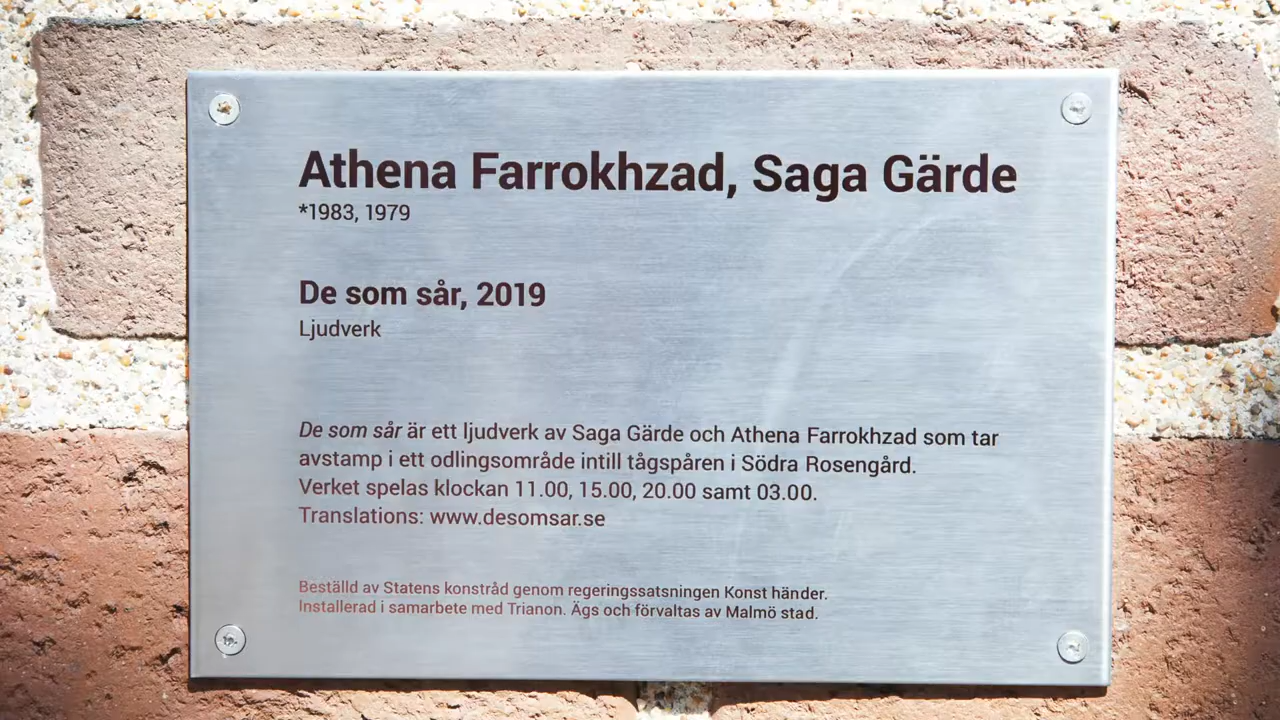 Athena Farrokhzad, Saga Gärde
*1983, 1979
De som sår, 2019
Ljudverk
De som sår är ett ljudverk av Saga Gärde och Athena Farrokhzad som tar
avstamp i ett odlingsområde intill tågspåren i Södra Rosengård.
Verket spelas klockan 11.00, 15.00, 20.00 samt 03.00.
Translations: www.desomsar.se
Beställd av Statens konstråd genom regeringssatsningen Konst händer.
Installerad i samarbete med Trianon. Ägs och förvaltas av Malmö stad.